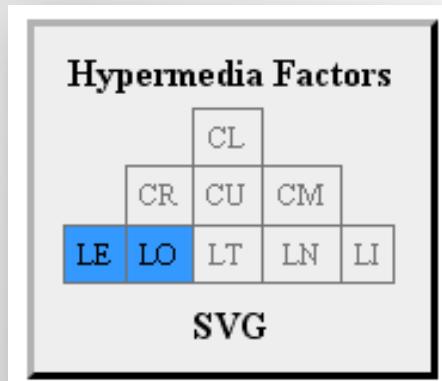 Hypermedia Factors
CL
CR CU CM
LE LO LT LN LI
SVG